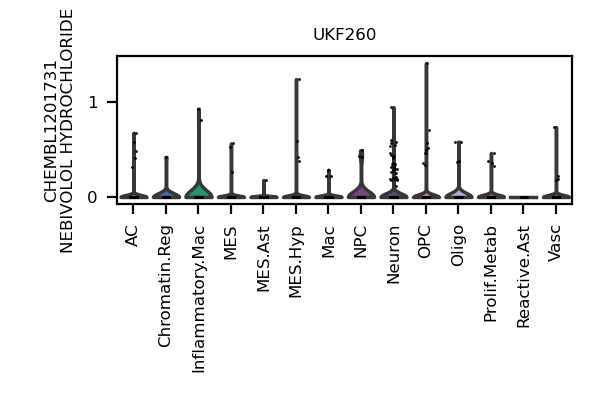 UKF260
CHEMBL1201731
NEBIVOLOL HYDROCHLORIDE
1
0
AC
Chromatin.Reg
Inflammatory.Mac
MES
MES.Ast
MES.Hyp
Mac
NPC
Neuron
OPC
Oligo
Prolif.Metab
Reactive.Ast
Vasc